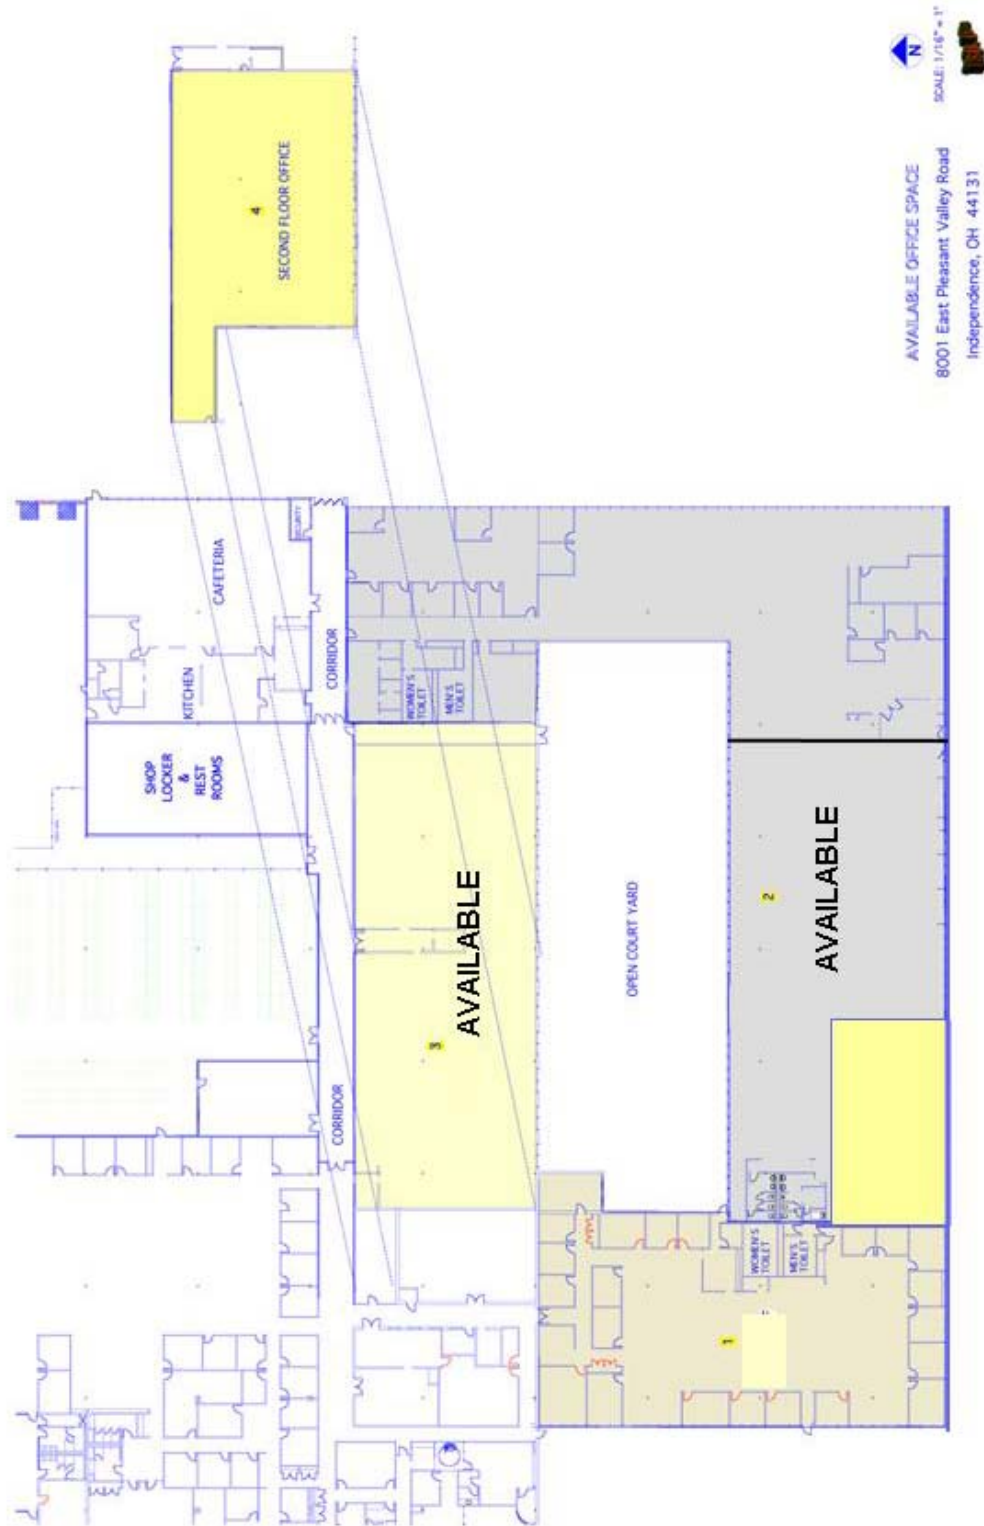 4
SECOND FLOOR OFFICE
SECURITY
CAFETERIA
KITCHEN
CORRIDOR
SHOP
LOCKER
&
REST
ROOMS
WOMEN'S
TOILET
MEN'S
TOILET
3
AVAILABLE
CORRIDOR
OPEN COURT YARD
2
AVAILABLE
WOMEN'S
TOILET
MEN'S
TOILET
1
N
SCALE: 1/16" = 1'
AVAILABLE OFFICE SPACE
8001 East Pleasant Valley Road
Independence, OH 44131